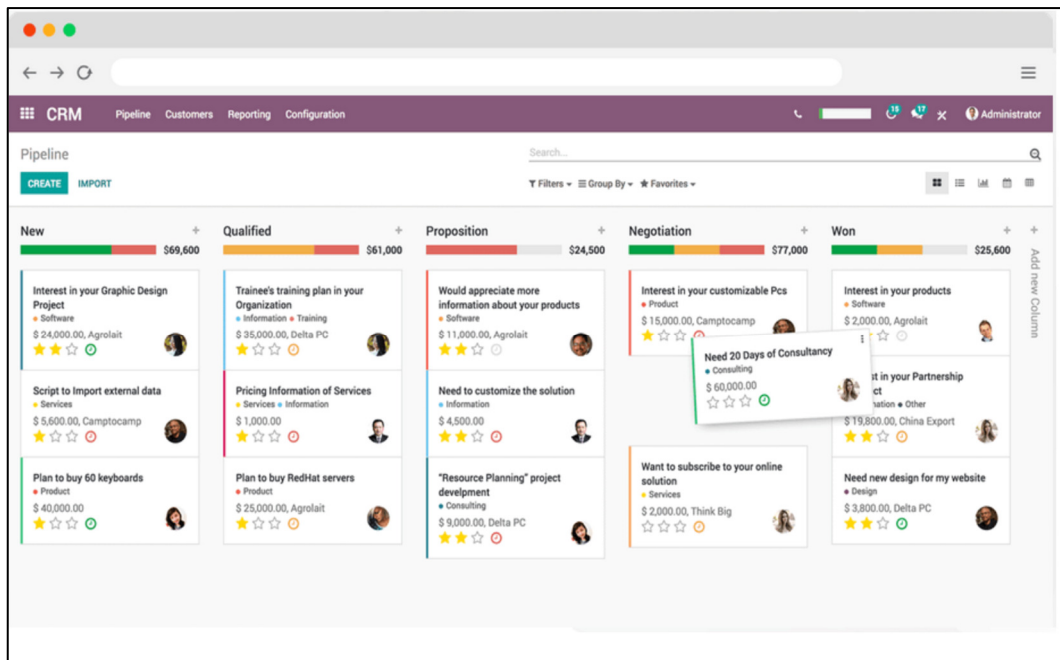 CRM Pipeline Customers Reporting Configuration 15 17 Administrator
Pipeline
Search...
CREATE IMPORT
Filters Group By Favorites
New
$69,600
Interest in your Graphic Design
Project
Software
$ 24,000.00, Agrolait
Script to Import external data
Services
$ 5,600.00, Camptocamp
Plan to buy 60 keyboards
Product
$ 40,000.00
Qualified
$61,000
Trainee's training plan in your
Organization
Information Training
$ 35,000.00, Delta PC
Pricing Information of Services
Services Information
$ 1,000.00
Plan to buy RedHat servers
Product
$ 25,000.00, Agrolait
Proposition
$24,500
Would appreciate more
information about your products
Software
$ 11,000.00, Agrolait
Need to customize the solution
Information
$ 4,500.00
"Resource Planning" project
develpment
Consulting
$ 9,000.00, Delta PC
Negotiation
$77,000
Interest in your customizable Pcs
Product
$ 15,000.00, Camptocamp
Need 20 Days of Consultancy
Consulting
$ 60,000.00
Want to subscribe to your online
solution
Services
$ 2,000.00, Think Big
Won
$25,600
Interest in your products
Software
$ 2,000.00, Agrolait
st in your Partnership
ct
ation Other
$ 19,800.00, China Export
Need new design for my website
Design
$ 3,800.00, Delta PC
Add new Column